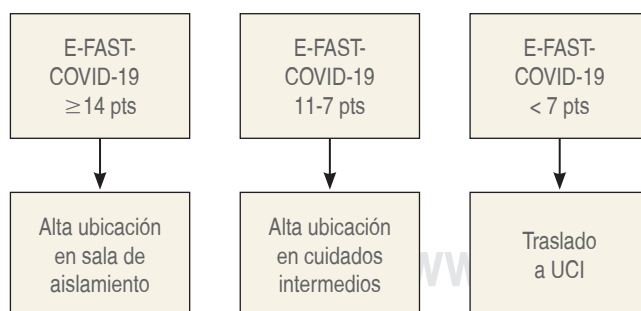 E-FAST-
COVID-19
≥14 pts
E-FAST-
COVID-19
11-7 pts
E-FAST-
COVID-19
< 7 pts
Alta ubicación
en sala de
aislamiento
Alta ubicación
en cuidados
intermedios
Traslado
a UCI